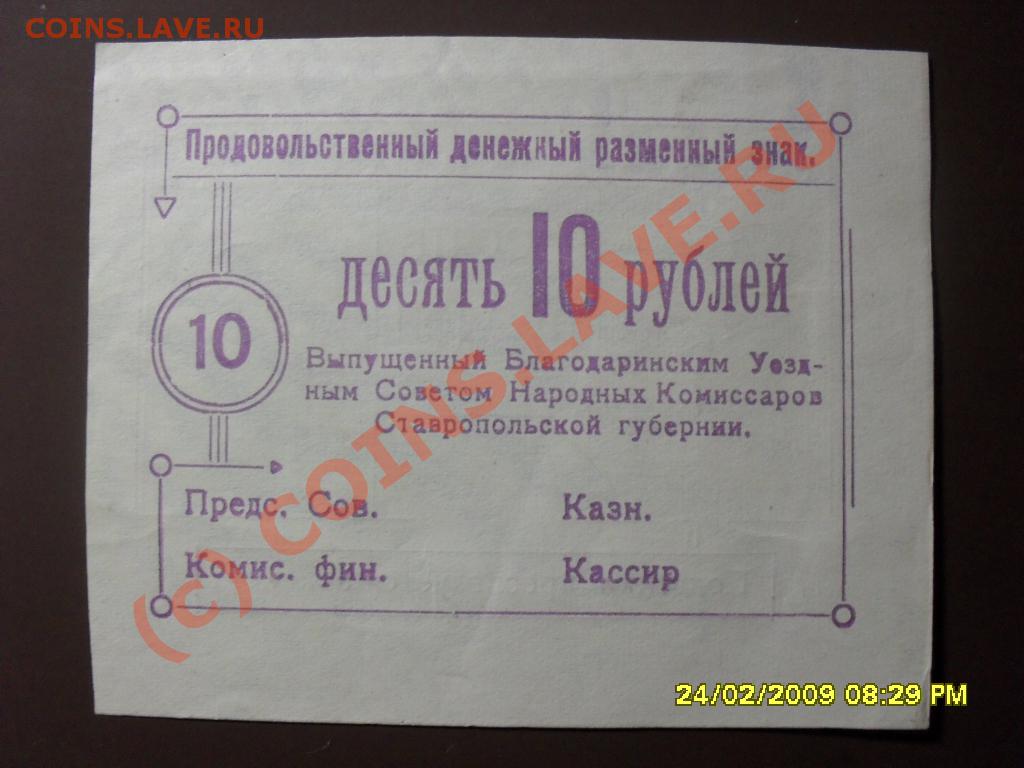 COINS.LAVE.RU
Продовольственный денежный разменный знак.
десять 10 рублей
10
Выпущенный Благодаринским Уезд-
ным Советом Народных Комиссаров
Ставропольской губернии.
Предс. Сов. Казн.
Комис. фин. Кассир
(c) COINS.LAVE.RU
24/02/2009 08:29 PM